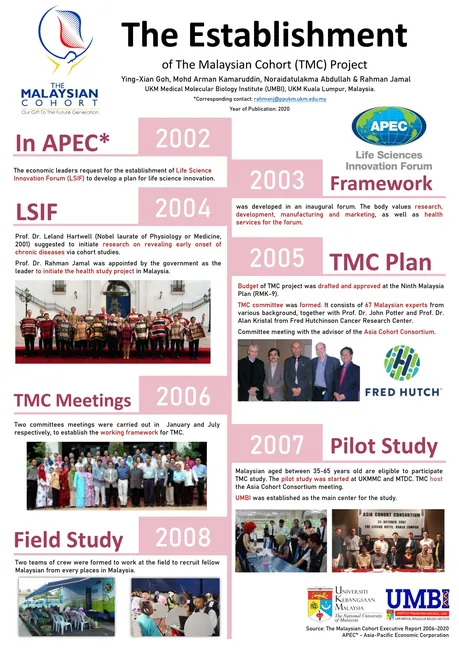 The Establishment
of The Malaysian Cohort (TMC) Project
Ying-Xian Goh, Mohd Arman Kamaruddin, Noraidatulakma Abdullah & Rahman Jamal
UKM Medical Molecular Biology Institute (UMBI), UKM Kuala Lumpur, Malaysia.
*Corresponding contact: rahmanj@ppukm.ukm.edu.my
Year of Publication: 2020
THE
MALAYSIAN
COHORT
Our Gift To The Future Generation
In APEC*
2002
The economic leaders request for the establishment of Life Science
Innovation Forum (LSIF) to develop a plan for life science innovation.
APEC
Life Sciences
Innovation Forum
2003
Framework
was developed in an inaugural forum. The body values research,
development, manufacturing and marketing, as well as health
services for the forum.
LSIF
2004
Prof. Dr. Leland Hartwell (Nobel laurate of Physiology or Medicine,
2001) suggested to initiate research on revealing early onset of
chronic diseases via cohort studies.
Prof. Dr. Rahman Jamal was appointed by the government as the
leader to initiate the health study project in Malaysia.
2005
TMC Plan
Budget of TMC project was drafted and approved at the Ninth Malaysia
Plan (RMK-9).
TMC committee was formed. It consists of 67 Malaysian experts from
various background, together with Prof. Dr. John Potter and Prof. Dr.
Alan Kristal from Fred Hutchinson Cancer Research Center.
Committee meeting with the advisor of the Asia Cohort Consortium.
FRED HUTCH
TMC Meetings
2006
Two committees meetings were carried out in January and July
respectively, to establish the working framework for TMC.
2007
Pilot Study
Malaysian aged between 35-65 years old are eligible to participate
TMC study. The pilot study was started at UKMMC and MTDC. TMC host
the Asia Cohort Consortium meeting.
UMBI was established as the main center for the study.
ASIA COHORT CONSORTIUM
Field Study
2008
Two teams of crew were formed to work at the field to recruit fellow
Malaysian from every places in Malaysia.
UNIVERSITI
KEBANGSAAN
MALAYSIA
The National University
of Malaysia
UMBI
Source: The Malaysian Cohort Executive Report 2006-2020
APEC* - Asia-Pacific Economic Corporation